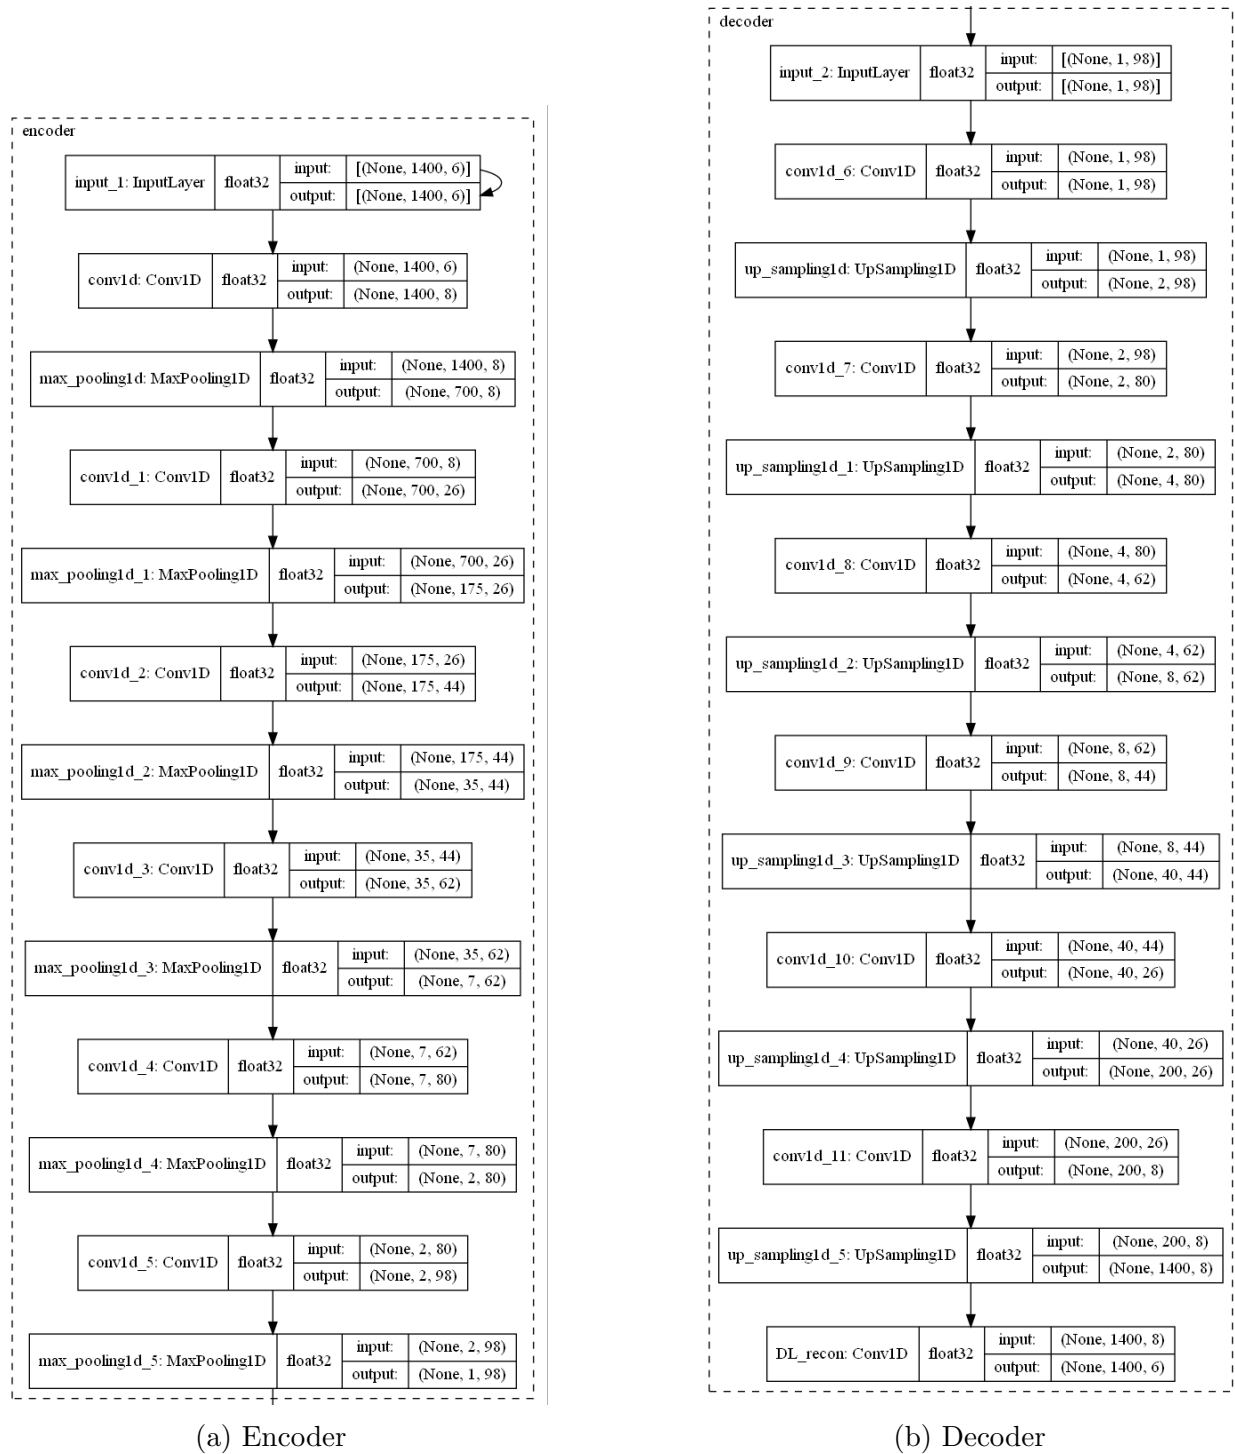 encoder
input_1: InputLayer float32 input: [(None, 1400, 6)]
output: [(None, 1400, 6)]
conv1d: Conv1D float32 input: (None, 1400, 6)
output: (None, 1400, 8)
max_pooling1d: MaxPooling1D float32 input: (None, 1400, 8)
output: (None, 700, 8)
conv1d_1: Conv1D float32 input: (None, 700, 8)
output: (None, 700, 26)
max_pooling1d_1: MaxPooling1D float32 input: (None, 700, 26)
output: (None, 175, 26)
conv1d_2: Conv1D float32 input: (None, 175, 26)
output: (None, 175, 44)
max_pooling1d_2: MaxPooling1D float32 input: (None, 175, 44)
output: (None, 35, 44)
conv1d_3: Conv1D float32 input: (None, 35, 44)
output: (None, 35, 62)
max_pooling1d_3: MaxPooling1D float32 input: (None, 35, 62)
output: (None, 7, 62)
conv1d_4: Conv1D float32 input: (None, 7, 62)
output: (None, 7, 80)
max_pooling1d_4: MaxPooling1D float32 input: (None, 7, 80)
output: (None, 2, 80)
conv1d_5: Conv1D float32 input: (None, 2, 80)
output: (None, 2, 98)
max_pooling1d_5: MaxPooling1D float32 input: (None, 2, 98)
output: (None, 1, 98)
(a) Encoder
decoder
input_2: InputLayer float32 input: [(None, 1, 98)]
output: [(None, 1, 98)]
conv1d_6: Conv1D float32 input: (None, 1, 98)
output: (None, 1, 98)
up_sampling1d: UpSampling1D float32 input: (None, 1, 98)
output: (None, 2, 98)
conv1d_7: Conv1D float32 input: (None, 2, 98)
output: (None, 2, 80)
up_sampling1d_1: UpSampling1D float32 input: (None, 2, 80)
output: (None, 4, 80)
conv1d_8: Conv1D float32 input: (None, 4, 80)
output: (None, 4, 62)
up_sampling1d_2: UpSampling1D float32 input: (None, 4, 62)
output: (None, 8, 62)
conv1d_9: Conv1D float32 input: (None, 8, 62)
output: (None, 8, 44)
up_sampling1d_3: UpSampling1D float32 input: (None, 8, 44)
output: (None, 40, 44)
conv1d_10: Conv1D float32 input: (None, 40, 44)
output: (None, 40, 26)
up_sampling1d_4: UpSampling1D float32 input: (None, 40, 26)
output: (None, 200, 26)
conv1d_11: Conv1D float32 input: (None, 200, 26)
output: (None, 200, 8)
up_sampling1d_5: UpSampling1D float32 input: (None, 200, 8)
output: (None, 1400, 8)
DL_recon: Conv1D float32 input: (None, 1400, 8)
output: (None, 1400, 6)
(b) Decoder